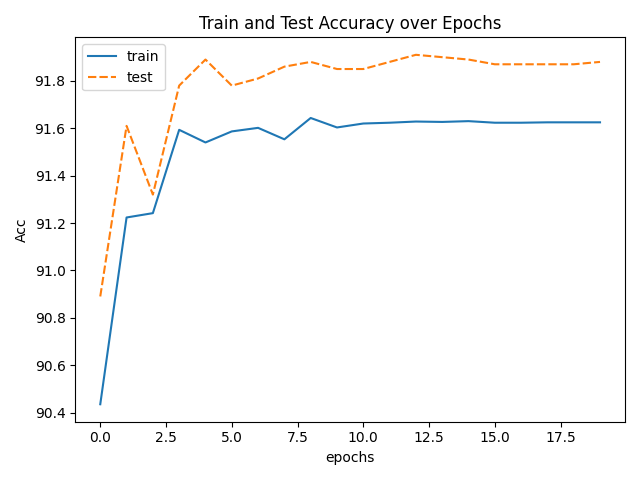 Train and Test Accuracy over Epochs
train
test
91.8
91.6
91.4
91.2
91.0
90.8
90.6
90.4
Acc
0.0 2.5 5.0 7.5 10.0 12.5 15.0 17.5
epochs